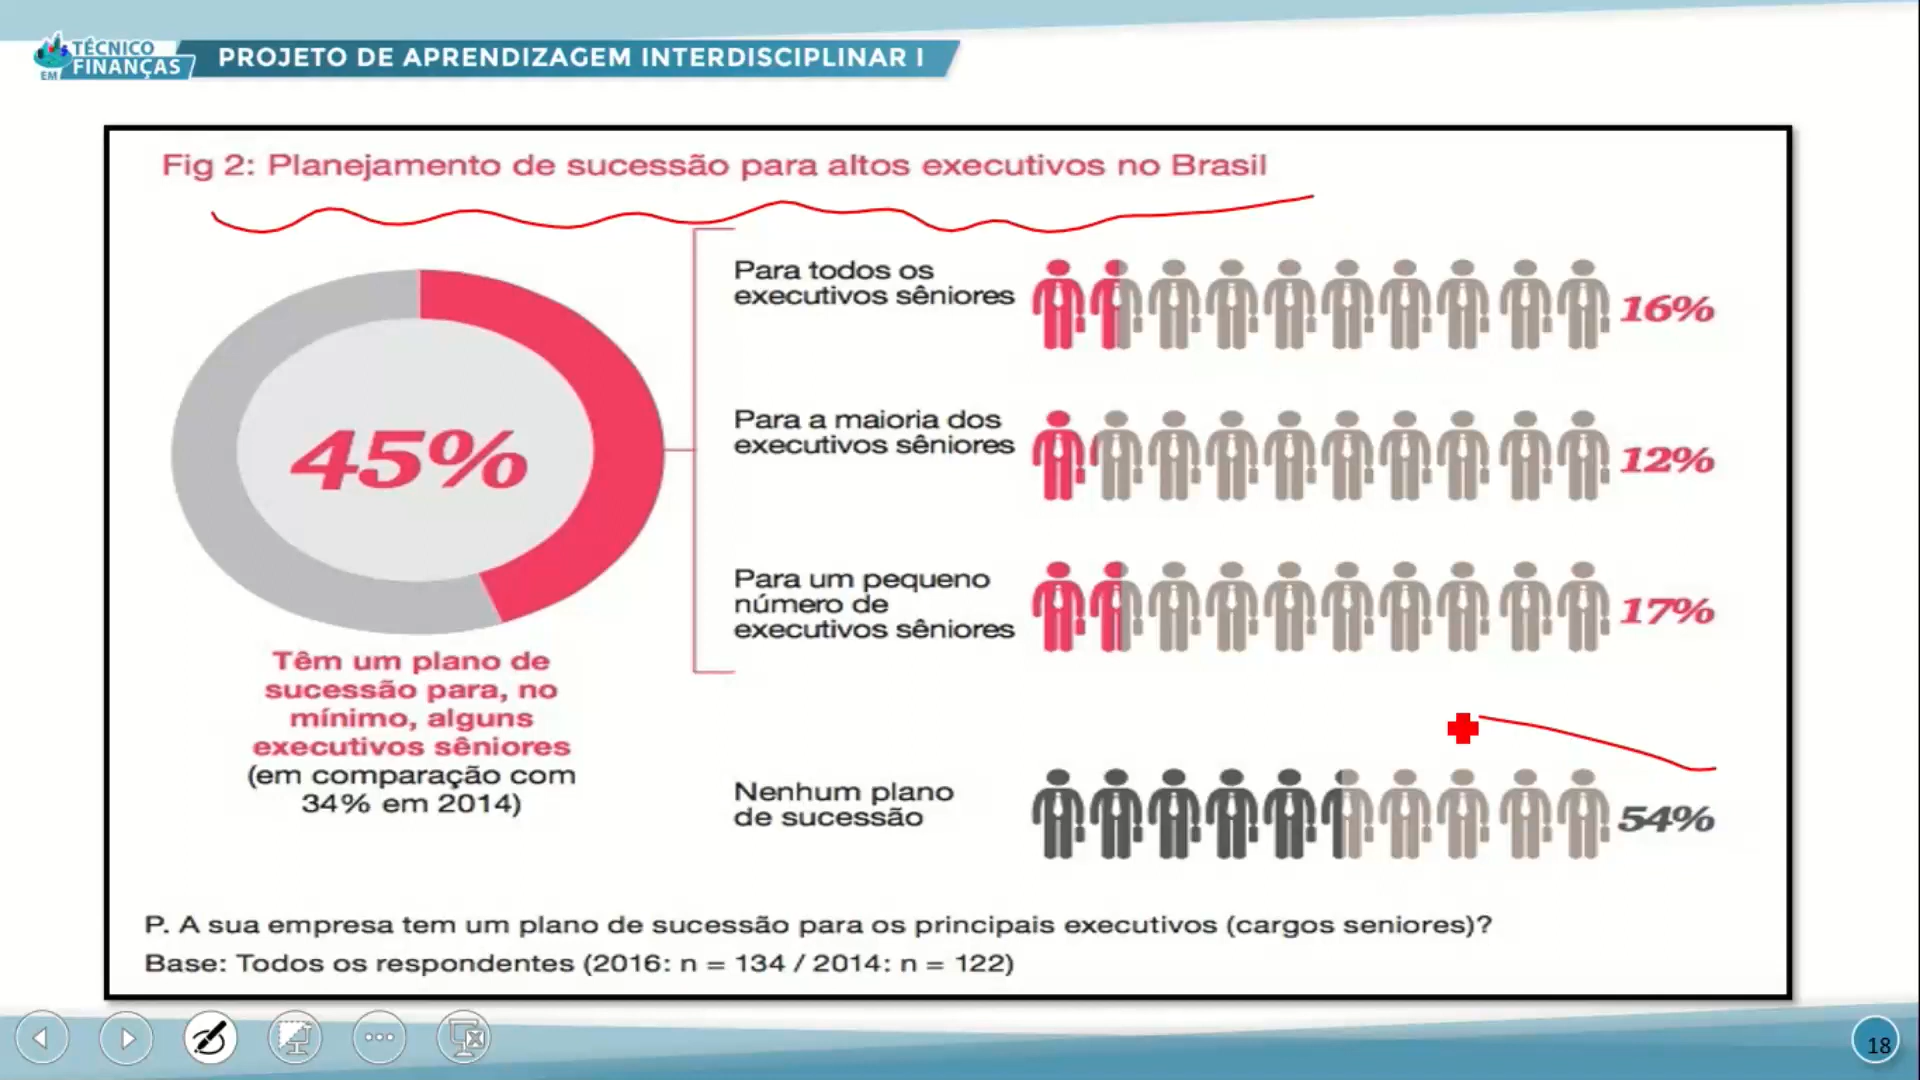 TÉCNICO
EM FINANÇAS
PROJETO DE APRENDIZAGEM INTERDISCIPLINAR I
Fig 2: Planejamento de sucessão para altos executivos no Brasil
45%
Têm um plano de
sucessão para, no
mínimo, alguns
executivos sêniores
(em comparação com
34% em 2014)
Para todos os
executivos sêniores
16%
Para a maioria dos
executivos sêniores
12%
Para um pequeno
número de
executivos sêniores
17%
Nenhum plano
de sucessão
54%
P. A sua empresa tem um plano de sucessão para os principais executivos (cargos seniores)?
Base: Todos os respondentes (2016: n = 134 / 2014: n = 122)
18